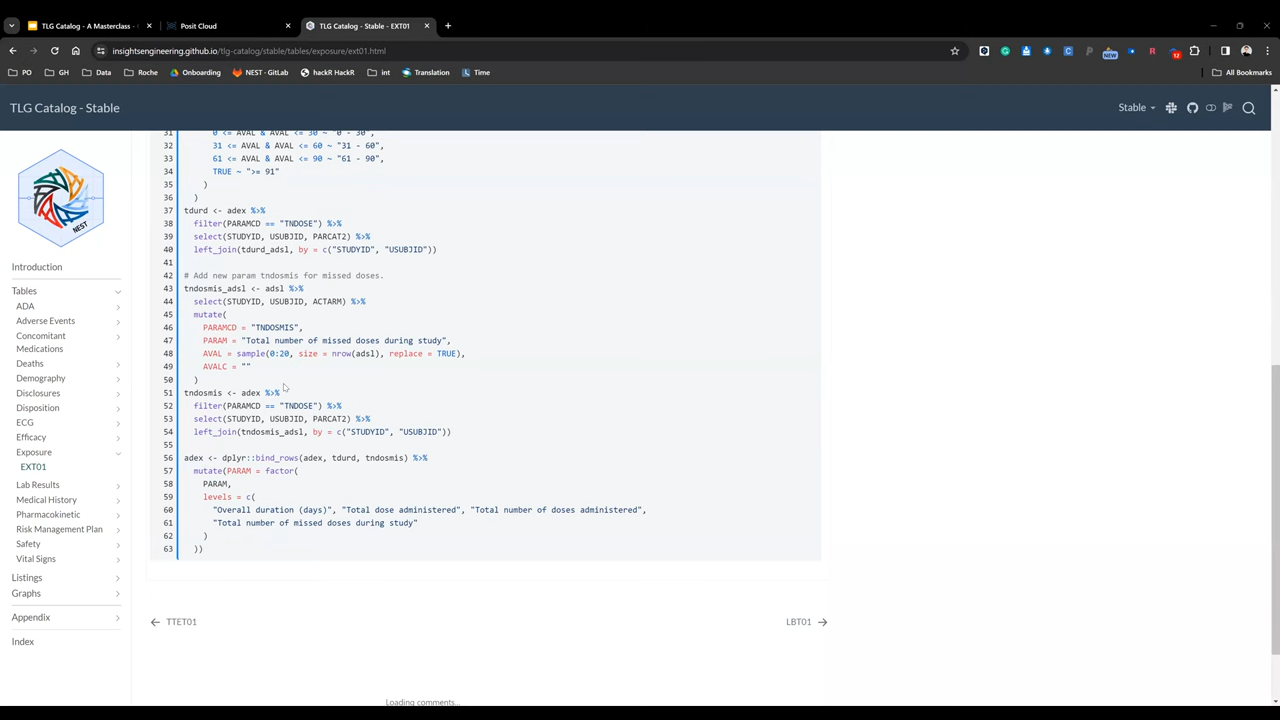 TLG Catalog - A Masterclass -
Posit Cloud
TLG Catalog - Stable - EXT01
insightsengineering.github.io/tlg-catalog/stable/tables/exposure/ext01.html
PO
GH
Data
Roche
Onboarding
NEST - GitLab
hackR HackR
int
Translation
Time
All Bookmarks
NEW
12
TLG Catalog - Stable
Stable
NEST
Introduction
Tables
ADA
Adverse Events
Concomitant
Medications
Deaths
Demography
Disclosures
Disposition
ECG
Efficacy
Exposure
EXT01
Lab Results
Medical History
Pharmacokinetic
Risk Management Plan
Safety
Vital Signs
Listings
Graphs
Appendix
Index
31 0 <= AVAL & AVAL <= 30 ~ "0 - 30",
32 31 <= AVAL & AVAL <= 60 ~ "31 - 60",
33 61 <= AVAL & AVAL <= 90 ~ "61 - 90",
34 TRUE ~ ">= 91"
35 )
36 )
37 tdurd <- adex %>%
38 filter(PARAMCD == "TNDOSE") %>%
39 select(STUDYID, USUBJID, PARCAT2) %>%
40 left_join(tdurd_adsl, by = c("STUDYID", "USUBJID"))
41
42 # Add new param tndosmis for missed doses.
43 tndosmis_adsl <- adsl %>%
44 select(STUDYID, USUBJID, ACTARM) %>%
45 mutate(
46 PARAMCD = "TNDOSMIS",
47 PARAM = "Total number of missed doses during study",
48 AVAL = sample(0:20, size = nrow(adsl), replace = TRUE),
49 AVALC = ""
50 )
51 tndosmis <- adex %>%
52 filter(PARAMCD == "TNDOSE") %>%
53 select(STUDYID, USUBJID, PARCAT2) %>%
54 left_join(tndosmis_adsl, by = c("STUDYID", "USUBJID"))
55
56 adex <- dplyr::bind_rows(adex, tdurd, tndosmis) %>%
57 mutate(PARAM = factor(
58 PARAM,
59 levels = c(
60 "Overall duration (days)", "Total dose administered", "Total number of doses administered",
61 "Total number of missed doses during study"
62 )
63 ))
TTET01
LBT01
Loading comments…